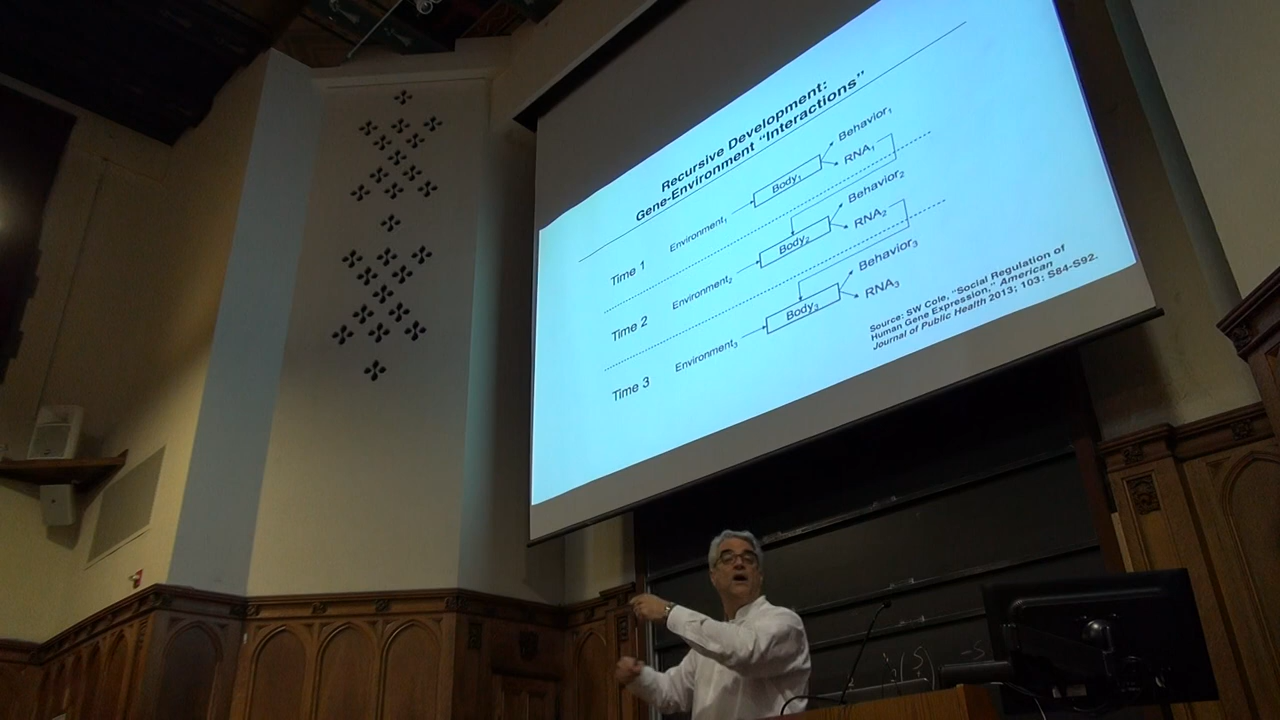 Recursive Development:
Gene-Environment "Interactions"
Time 1
Environment₁
Body₁
Behavior₁
RNA₁
Time 2
Environment₂
Body₂
Behavior₂
RNA₂
Time 3
Environment₃
Body₃
Behavior₃
RNA₃
Source: SW Cole, "Social Regulation of
Human Gene Expression," American
Journal of Public Health 2013; 103: S84-S92.